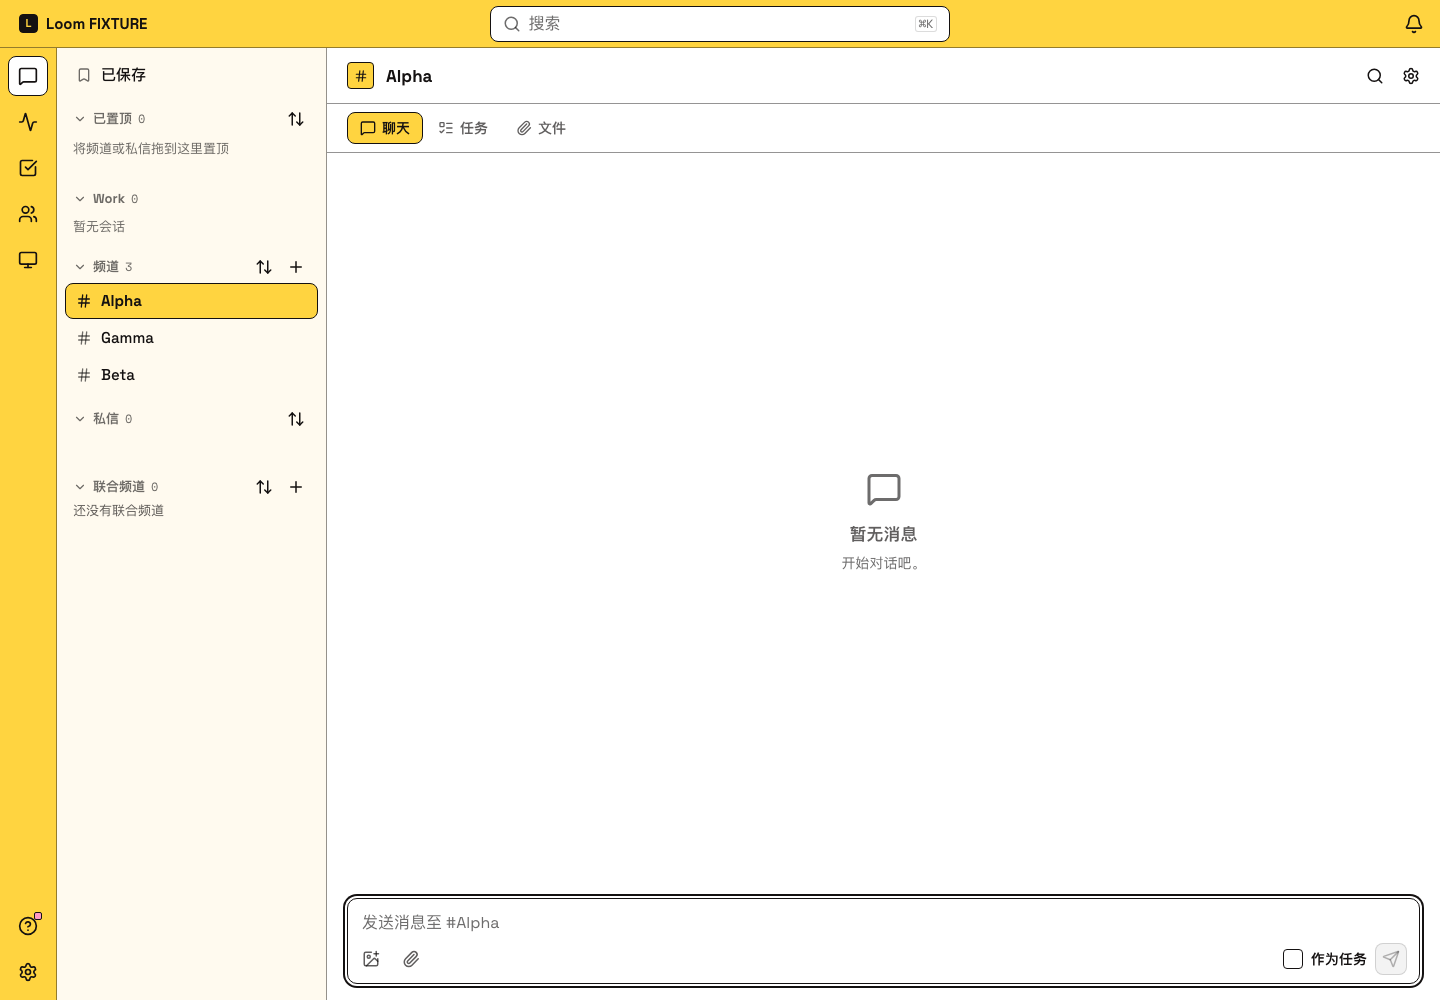 L Loom FIXTURE
搜索
⌘K
已保存
已置顶 0
将频道或私信拖到这里置顶
Work 0
暂无会话
频道 3
Alpha
Gamma
Beta
私信 0
联合频道 0
还没有联合频道
# Alpha
聊天 任务 文件
暂无消息
开始对话吧。
发送消息至 #Alpha
作为任务